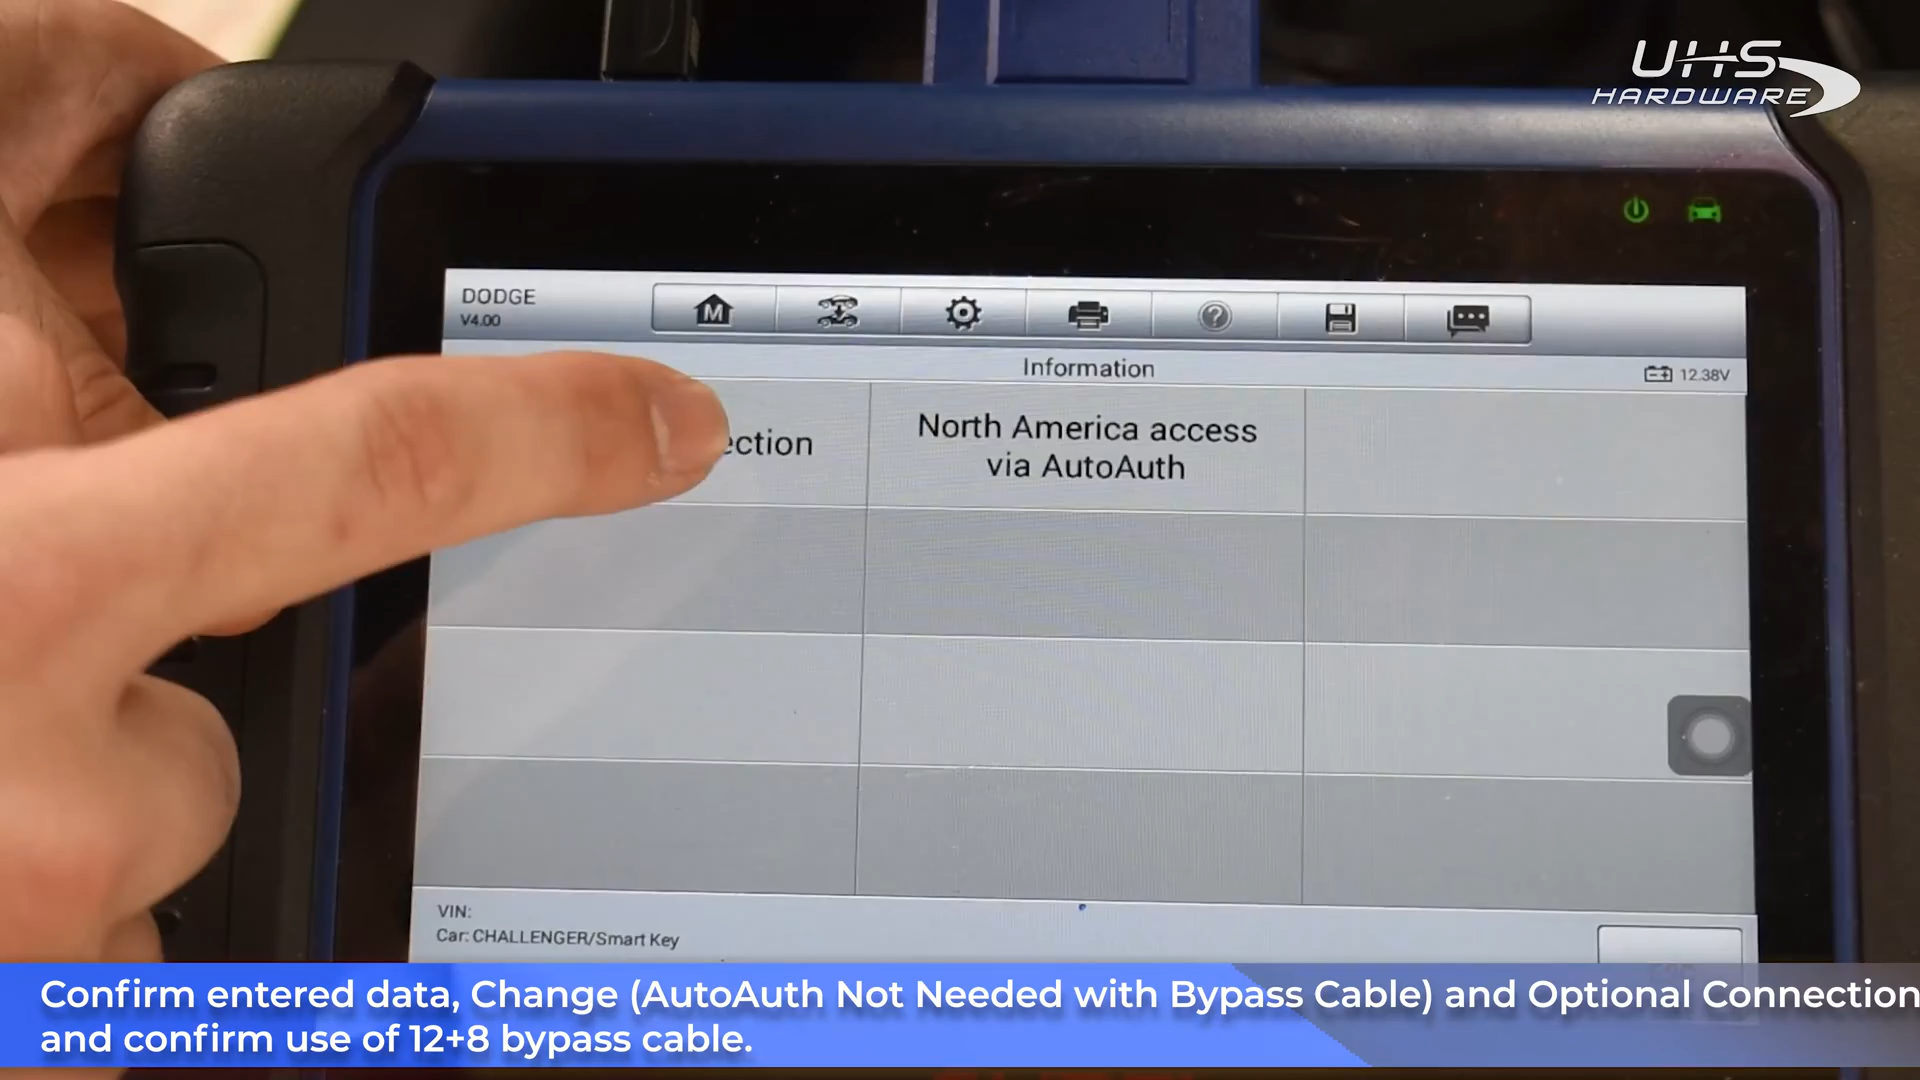 UHS
HARDWARE
DODGE
V4.00
M
Information
12.38V
ection
North America access
via AutoAuth
VIN:
Car: CHALLENGER/Smart Key
Confirm entered data, Change (AutoAuth Not Needed with Bypass Cable) and Optional Connection
and confirm use of 12+8 bypass cable.